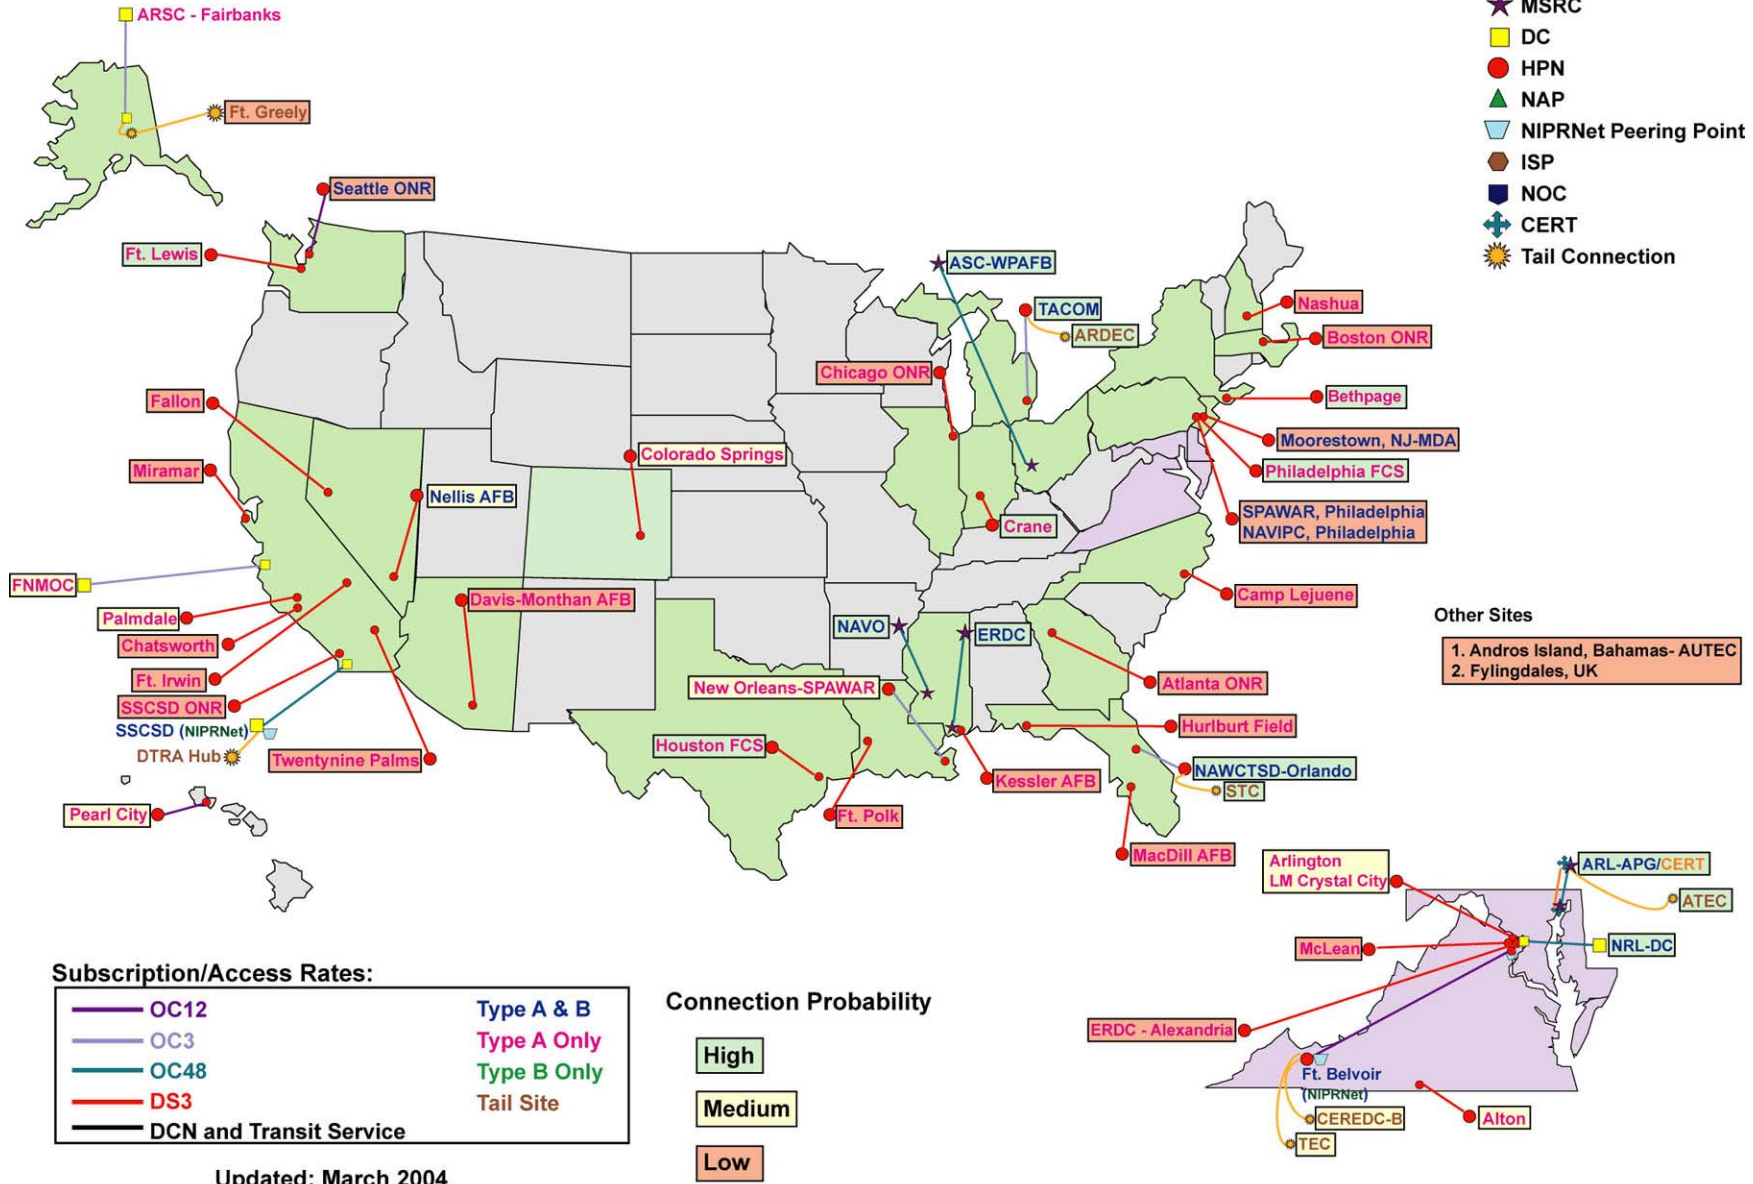 ARSC - Fairbanks
Ft. Greely
Seattle ONR
Ft. Lewis
MSRC
DC
HPN
NAP
NIPRNet Peering Point
ISP
NOC
CERT
Tail Connection
ASC-WPAFB
TACOM
ARDEC
Chicago ONR
Nashua
Boston ONR
Bethpage
Moorestown, NJ-MDA
Philadelphia FCS
SPAWAR, Philadelphia
NAVIPC, Philadelphia
Fallon
Miramar
Colorado Springs
Nellis AFB
Crane
FNMOC
Palmdale
Chatsworth
Ft. Irwin
SSCSD ONR
SSCSD (NIPRNet)
DTRA Hub
Twentynine Palms
Davis-Monthan AFB
NAVO
ERDC
New Orleans-SPAWAR
Houston FCS
Ft. Polk
Kessler AFB
Camp Lejuene
Atlanta ONR
Hurlburt Field
NAWCTSD-Orlando
STC
MacDill AFB
Pearl City
Other Sites
1. Andros Island, Bahamas- AUTEC
2. Fylingdales, UK
Arlington
LM Crystal City
ARL-APG/CERT
ATEC
McLean
NRL-DC
ERDC - Alexandria
Ft. Belvoir
(NIPRNet)
CEREDC-B
TEC
Alton
Subscription/Access Rates:
OC12 Type A & B
OC3 Type A Only
OC48 Type B Only
DS3 Tail Site
DCN and Transit Service
Connection Probability
High
Medium
Low
Updated: March 2004